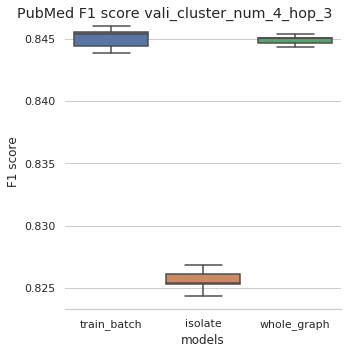 PubMed F1 score vali_cluster_num_4_hop_3
0.845
0.840
0.835
0.830
0.825
F1 score
train_batch isolate whole_graph
models